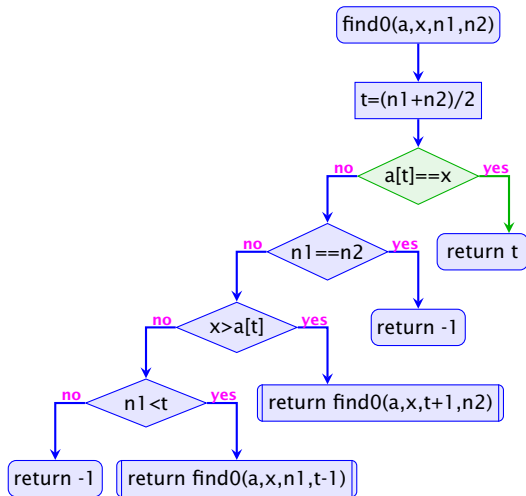 find0(a,x,n1,n2)
t=(n1+n2)/2
a[t]==x
no
yes
return t
n1==n2
no
yes
return -1
x>a[t]
no
yes
return find0(a,x,t+1,n2)
n1<t
no
yes
return -1
return find0(a,x,n1,t-1)